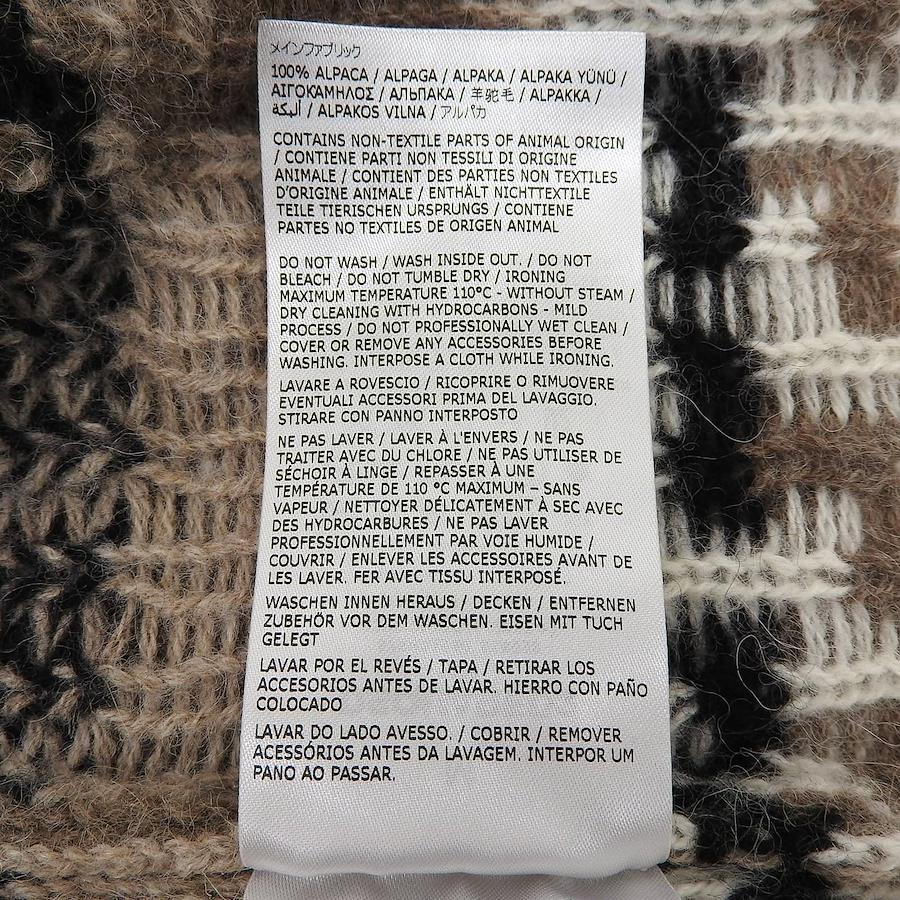 メインファブリック
100% ALPACA / ALPAGA / ALPAKA / ALPAKA YÜNÜ /
ΑΙΓΟΚΑΜΗΛΟΣ / АЛЬПАКА / 羊驼毛 / ALPAKKA /
ألبكة / ALPAKOS VILNA / アルパカ
CONTAINS NON-TEXTILE PARTS OF ANIMAL ORIGIN
/ CONTIENE PARTI NON TESSILI DI ORIGINE
ANIMALE / CONTIENT DES PARTIES NON TEXTILES
D'ORIGINE ANIMALE / ENTHÄLT NICHTTEXTILE
TEILE TIERISCHEN URSPRUNGS / CONTIENE
PARTES NO TEXTILES DE ORIGEN ANIMAL
DO NOT WASH / WASH INSIDE OUT. / DO NOT
BLEACH / DO NOT TUMBLE DRY / IRONING
MAXIMUM TEMPERATURE 110°C - WITHOUT STEAM /
DRY CLEANING WITH HYDROCARBONS - MILD
PROCESS / DO NOT PROFESSIONALLY WET CLEAN /
COVER OR REMOVE ANY ACCESSORIES BEFORE
WASHING. INTERPOSE A CLOTH WHILE IRONING.
LAVARE A ROVESCIO / RICOPRIRE O RIMUOVERE
EVENTUALI ACCESSORI PRIMA DEL LAVAGGIO.
STIRARE CON PANNO INTERPOSTO
NE PAS LAVER / LAVER À L'ENVERS / NE PAS
TRAITER AVEC DU CHLORE / NE PAS UTILISER DE
SÉCHOIR À LINGE / REPASSER À UNE
TEMPÉRATURE DE 110 °C MAXIMUM – SANS
VAPEUR / NETTOYER DÉLICATEMENT À SEC AVEC
DES HYDROCARBURES / NE PAS LAVER
PROFESSIONNELLEMENT PAR VOIE HUMIDE /
COUVRIR / ENLEVER LES ACCESSOIRES AVANT DE
LES LAVER. FER AVEC TISSU INTERPOSÉ.
WASCHEN INNEN HERAUS / DECKEN / ENTFERNEN
ZUBEHÖR VOR DEM WASCHEN. EISEN MIT TUCH
GELEGT
LAVAR POR EL REVÉS / TAPA / RETIRAR LOS
ACCESORIOS ANTES DE LAVAR. HIERRO CON PAÑO
COLOCADO
LAVAR DO LADO AVESSO. / COBRIR / REMOVER
ACESSÓRIOS ANTES DA LAVAGEM. INTERPOR UM
PANO AO PASSAR.